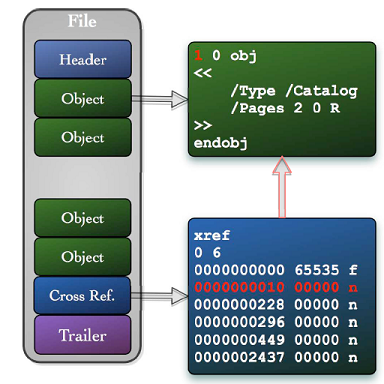 File
Header
Object
Object
Object
Object
Cross Ref.
Trailer
1 0 obj
<<
/Type /Catalog
/Pages 2 0 R
>>
endobj
xref
0 6
0000000000 65535 f
0000000010 00000 n
0000000228 00000 n
0000000296 00000 n
0000000449 00000 n
0000002437 00000 n